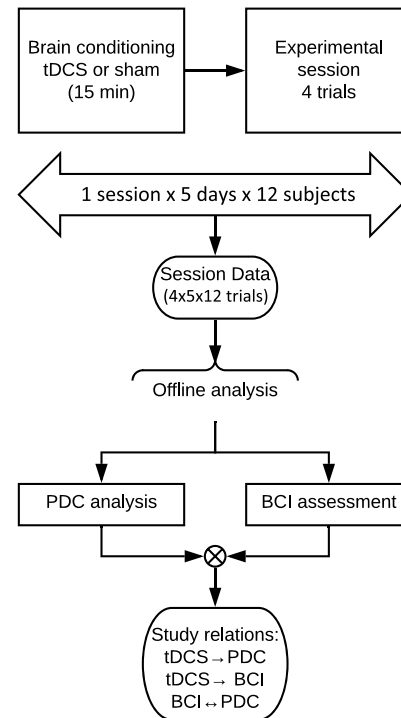 Brain conditioning
tDCS or sham
(15 min)
Experimental
session
4 trials
1 session x 5 days x 12 subjects
Session Data
(4x5x12 trials)
Offline analysis
PDC analysis
BCI assessment
Study relations:
tDCS→PDC
tDCS→ BCI
BCI↔PDC